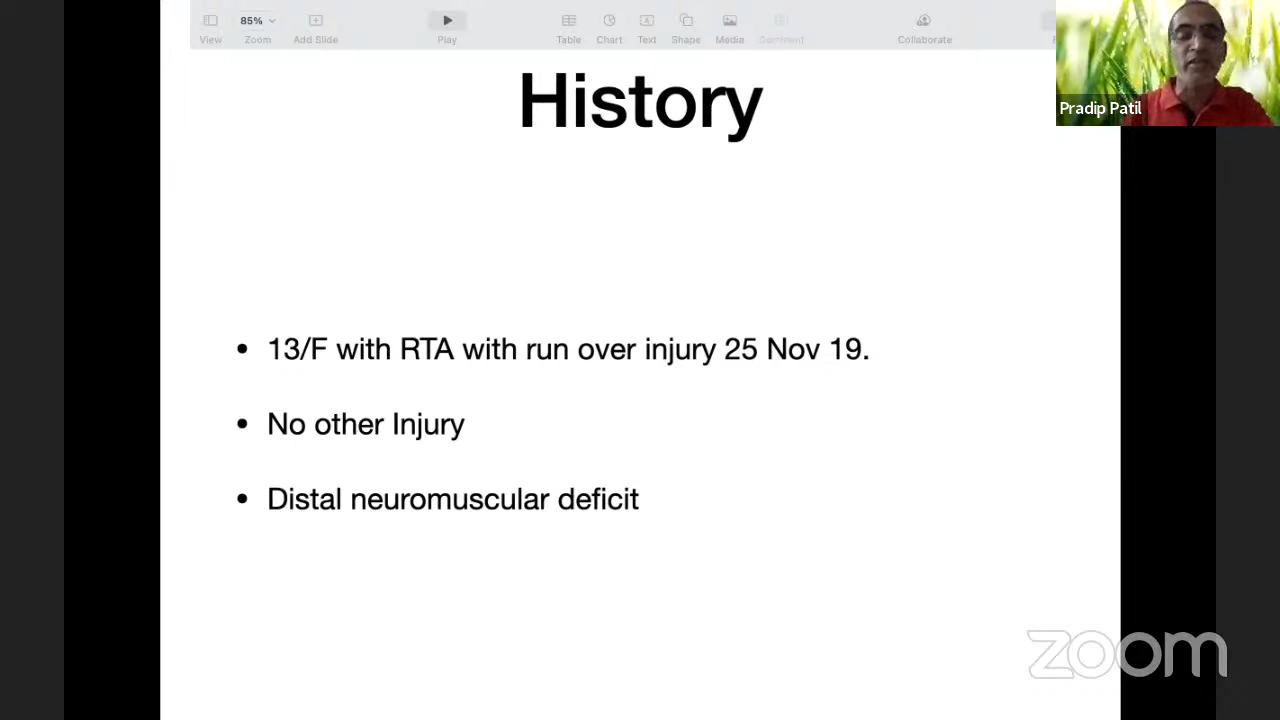 85%
View
Zoom
Add Slide
Play
Table
Chart
Text
Shape
Media
Comment
Collaborate
Pradip Patil
History
• 13/F with RTA with run over injury 25 Nov 19.
• No other Injury
• Distal neuromuscular deficit
zoom